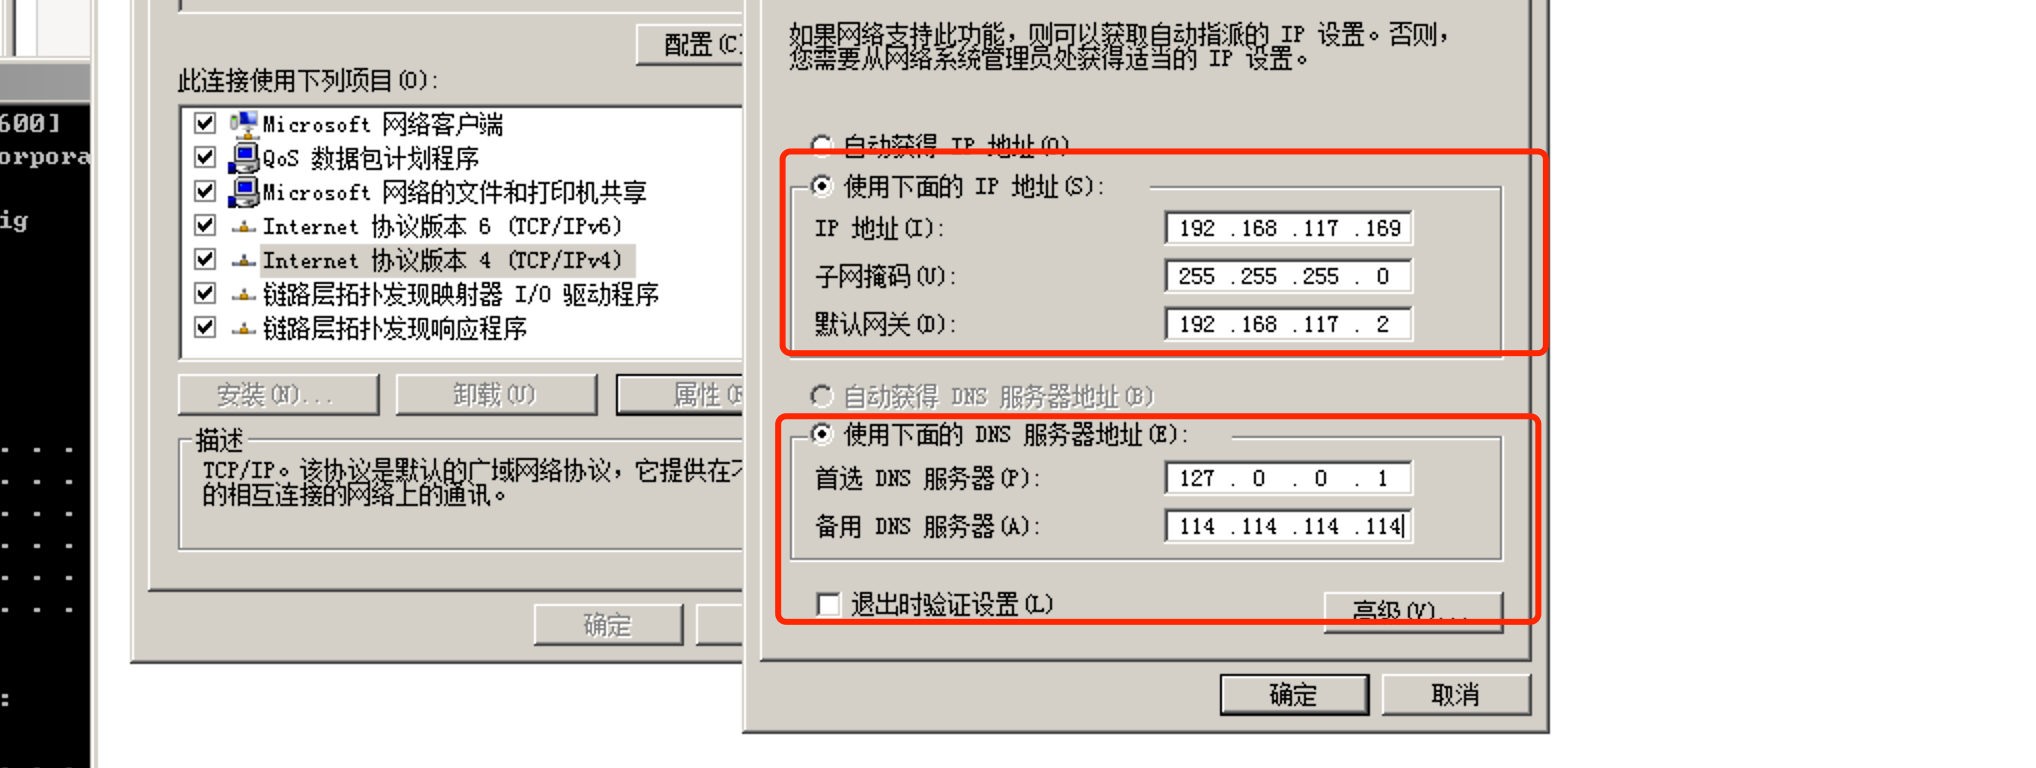 600]
orpora
ig
:
配置(C)
此连接使用下列项目(O):
Microsoft 网络客户端
QoS 数据包计划程序
Microsoft 网络的文件和打印机共享
Internet 协议版本 6 (TCP/IPv6)
Internet 协议版本 4 (TCP/IPv4)
链路层拓扑发现映射器 I/O 驱动程序
链路层拓扑发现响应程序
安装(N)...
卸载(U)
属性(R
描述
TCP/IP。该协议是默认的广域网络协议，它提供在不
的相互连接的网络上的通讯。
确定
如果网络支持此功能，则可以获取自动指派的 IP 设置。否则，
您需要从网络系统管理员处获得适当的 IP 设置。
自动获得 IP 地址(O)
使用下面的 IP 地址(S):
IP 地址(I): 192 .168 .117 .169
子网掩码(U): 255 .255 .255 . 0
默认网关(D): 192 .168 .117 . 2
自动获得 DNS 服务器地址(B)
使用下面的 DNS 服务器地址(E):
首选 DNS 服务器(P): 127 . 0 . 0 . 1
备用 DNS 服务器(A): 114 .114 .114 .114
退出时验证设置(L)
高级(V)...
确定
取消